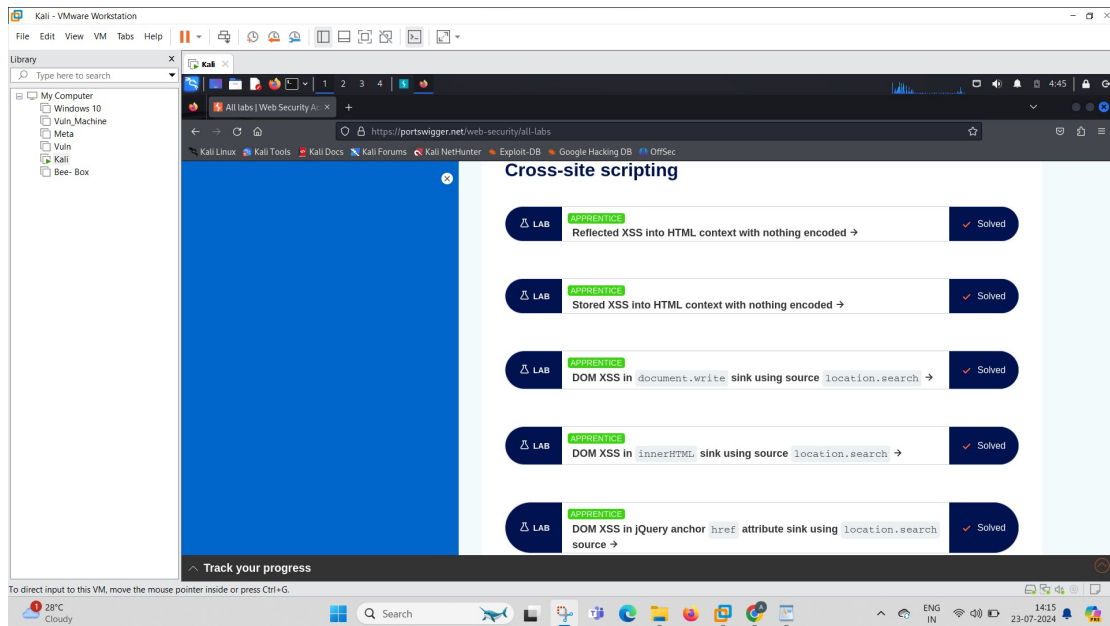 Kali - VMware Workstation
File Edit View VM Tabs Help
Library
Type here to search
My Computer
Windows 10
Vuln_Machine
Meta
Vuln
Kali
Bee- Box
Kali
1 2 3 4
4:45
All labs | Web Security Ac
https://portswigger.net/web-security/all-labs
Kali Linux Kali Tools Kali Docs Kali Forums Kali NetHunter Exploit-DB Google Hacking DB OffSec
Cross-site scripting
LAB
APPRENTICE
Reflected XSS into HTML context with nothing encoded →
Solved
LAB
APPRENTICE
Stored XSS into HTML context with nothing encoded →
Solved
LAB
APPRENTICE
DOM XSS in document.write sink using source location.search →
Solved
LAB
APPRENTICE
DOM XSS in innerHTML sink using source location.search →
Solved
LAB
APPRENTICE
DOM XSS in jQuery anchor href attribute sink using location.search
source →
Solved
Track your progress
To direct input to this VM, move the mouse pointer inside or press Ctrl+G.
1
28°C
Cloudy
Search
ENG
IN
14:15
23-07-2024